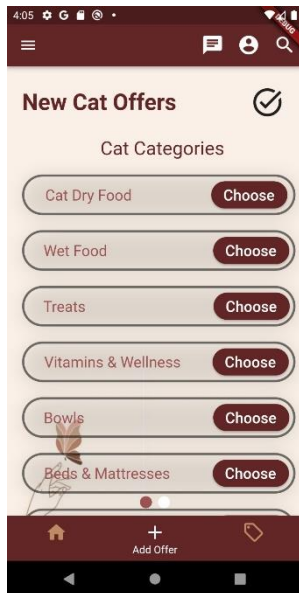 4:05 G
DEBUG
New Cat Offers
Cat Categories
Cat Dry Food Choose
Wet Food Choose
Treats Choose
Vitamins & Wellness Choose
Bowls Choose
Beds & Mattresses Choose
Add Offer